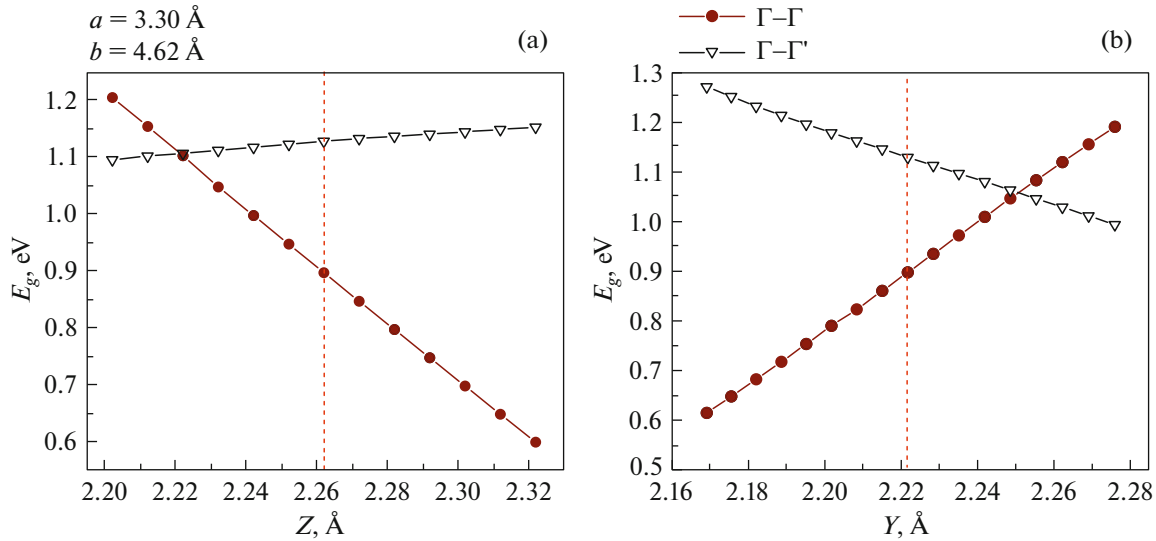 a = 3.30 Å
b = 4.62 Å
(a)
1.2
1.1
1.0
0.9
0.8
0.7
0.6
E_g, eV
2.20 2.22 2.24 2.26 2.28 2.30 2.32
Z, Å
Γ–Γ
Γ–Γ'
(b)
1.3
1.2
1.1
1.0
0.9
0.8
0.7
0.6
0.5
E_g, eV
2.16 2.18 2.20 2.22 2.24 2.26 2.28
Y, Å